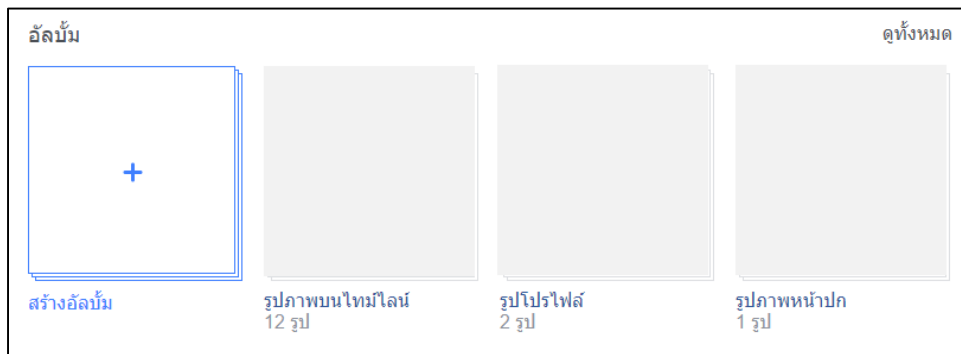 อัลบั้ม
ดูทั้งหมด
สร้างอัลบั้ม
รูปภาพบนไทม์ไลน์
12 รูป
รูปโปรไฟล์
2 รูป
รูปภาพหน้าปก
1 รูป